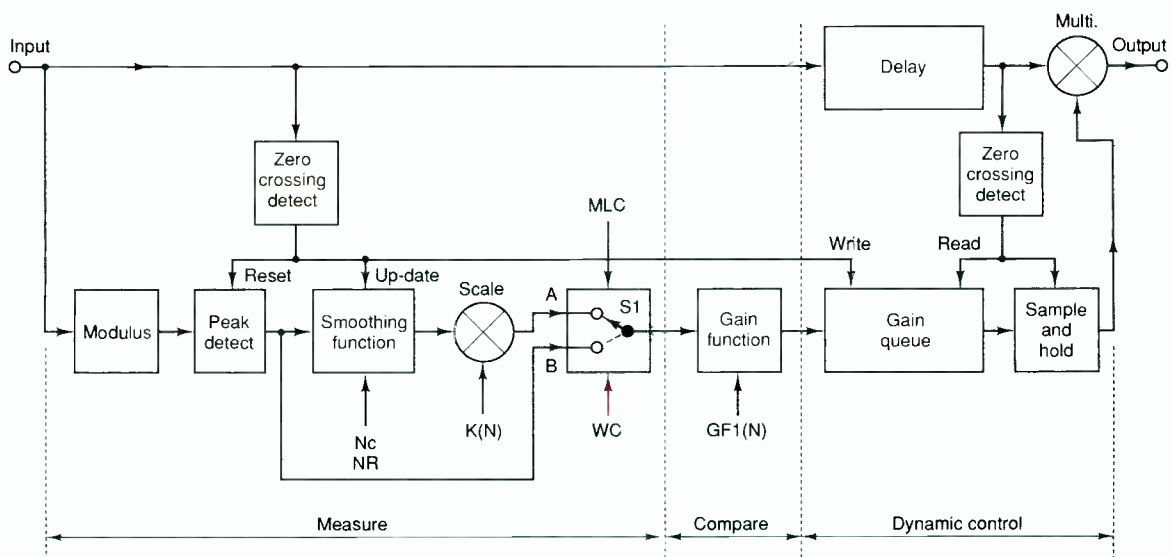 Input
Delay
Multi.
Output
Zero
crossing
detect
Zero
crossing
detect
MLC
Write
Read
Reset
Up-date
Scale
A
S1
B
Modulus
Peak
detect
Smoothing
function
Gain
function
Gain
queue
Sample
and
hold
Nc
NR
K(N)
WC
GF1(N)
Measure
Compare
Dynamic control